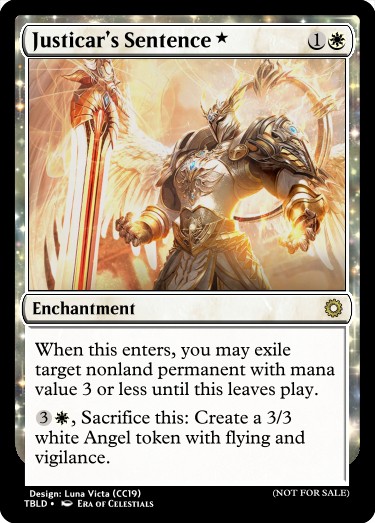 Justicar's Sentence★ 1
Enchantment
When this enters, you may exile
target nonland permanent with mana
value 3 or less until this leaves play.
3, Sacrifice this: Create a 3/3
white Angel token with flying and
vigilance.
Design: Luna Victa (CC19)
(NOT FOR SALE)
TBLD • Era of Celestials